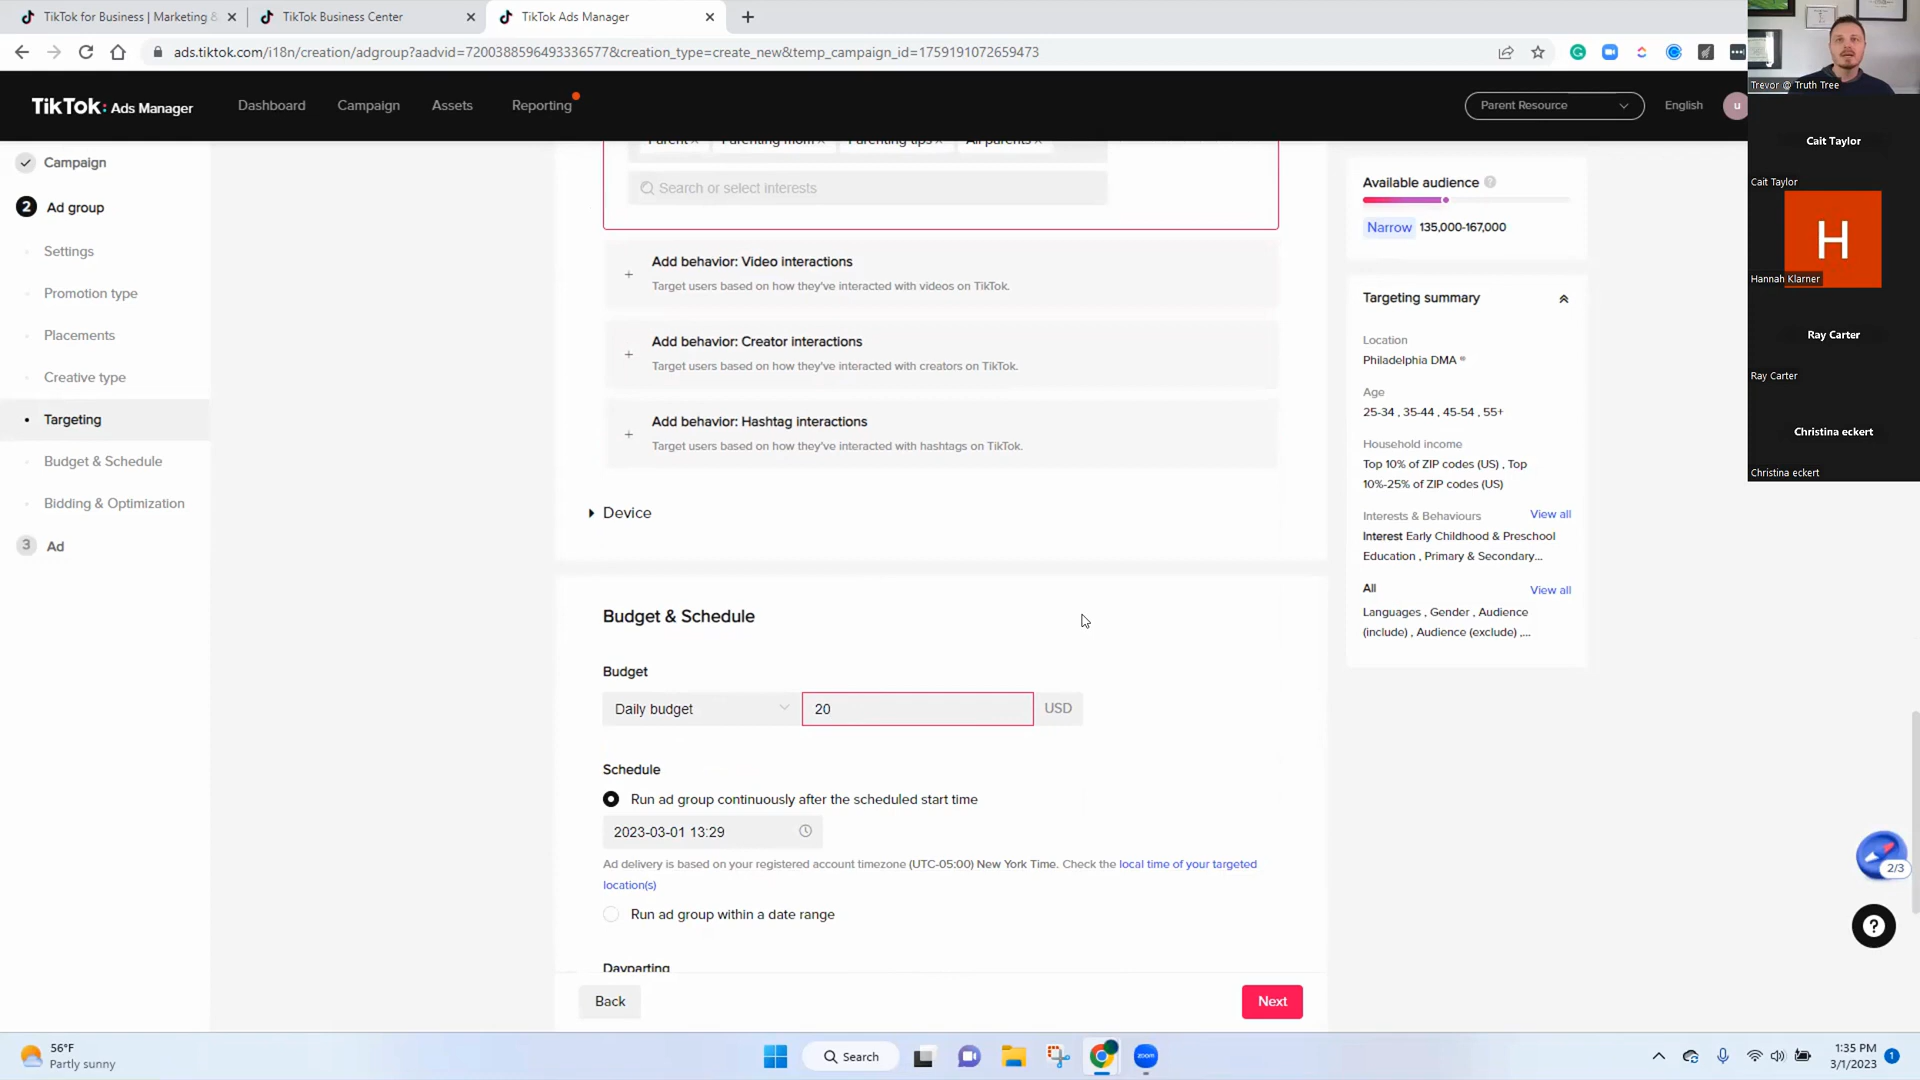 TikTok for Business | Marketing &
TikTok Business Center
TikTok Ads Manager
ads.tiktok.com/i18n/creation/adgroup?aadvid=7200388596493336577&creation_type=create_new&temp_campaign_id=1759191072659473
TikTok: Ads Manager
Dashboard
Campaign
Assets
Reporting
Parent Resource
English
u
Campaign
2 Ad group
Settings
Promotion type
Placements
Creative type
Targeting
Budget & Schedule
Bidding & Optimization
3 Ad
Parent × Parenting mom × Parenting tips × All parents ×
Search or select interests
+ Add behavior: Video interactions
Target users based on how they've interacted with videos on TikTok.
+ Add behavior: Creator interactions
Target users based on how they've interacted with creators on TikTok.
+ Add behavior: Hashtag interactions
Target users based on how they've interacted with hashtags on TikTok.
Device
Budget & Schedule
Budget
Daily budget 20 USD
Schedule
Run ad group continuously after the scheduled start time
2023-03-01 13:29
Ad delivery is based on your registered account timezone (UTC-05:00) New York Time. Check the local time of your targeted
location(s)
Run ad group within a date range
Dayparting
Back
Next
Available audience ?
Narrow 135,000-167,000
Targeting summary
Location
Philadelphia DMA ®
Age
25-34 , 35-44 , 45-54 , 55+
Household income
Top 10% of ZIP codes (US) , Top
10%-25% of ZIP codes (US)
Interests & Behaviours View all
Interest Early Childhood & Preschool
Education , Primary & Secondary...
All View all
Languages , Gender , Audience
(include) , Audience (exclude) ,...
2/3
?
Trevor @ Truth Tree
Cait Taylor
Cait Taylor
H
Hannah Klarner
Ray Carter
Ray Carter
Christina eckert
Christina eckert
56°F
Partly sunny
Search
zoom
1:35 PM
3/1/2023
1